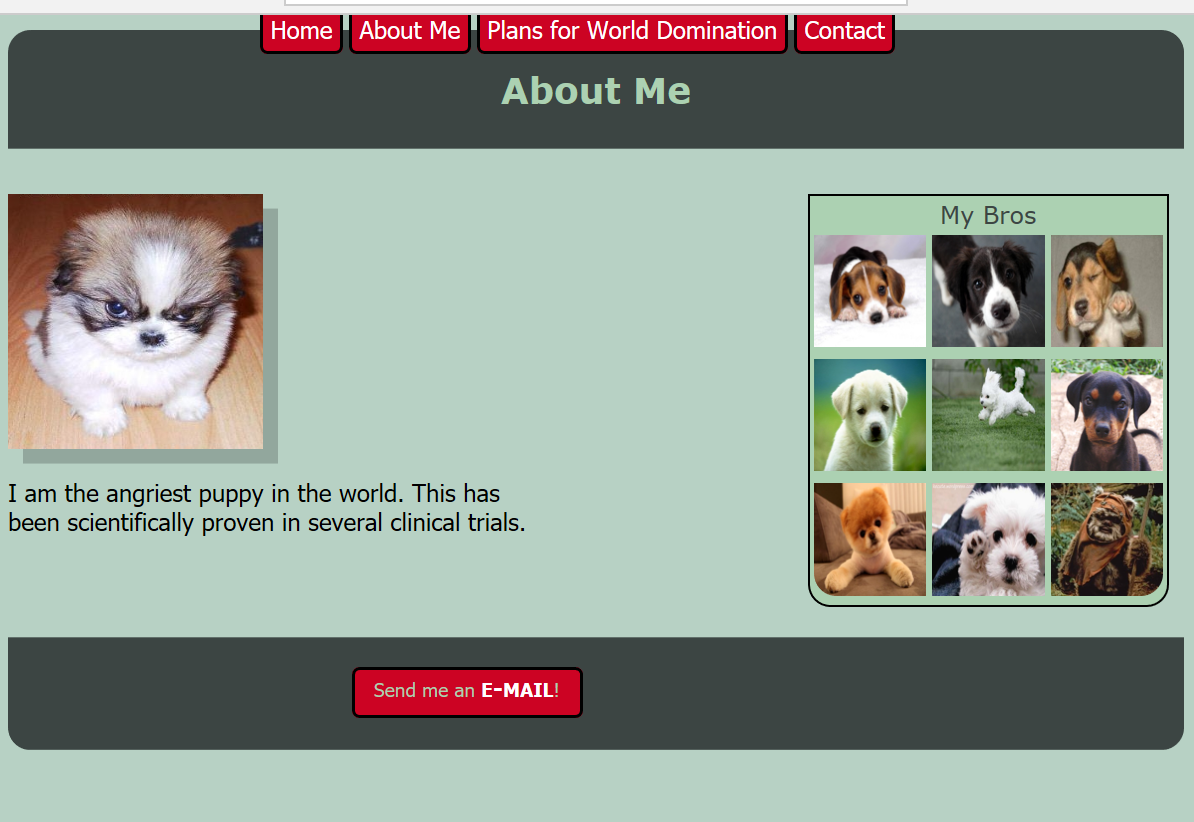 Home About Me Plans for World Domination Contact
About Me
My Bros
I am the angriest puppy in the world. This has
been scientifically proven in several clinical trials.
Send me an E-MAIL!